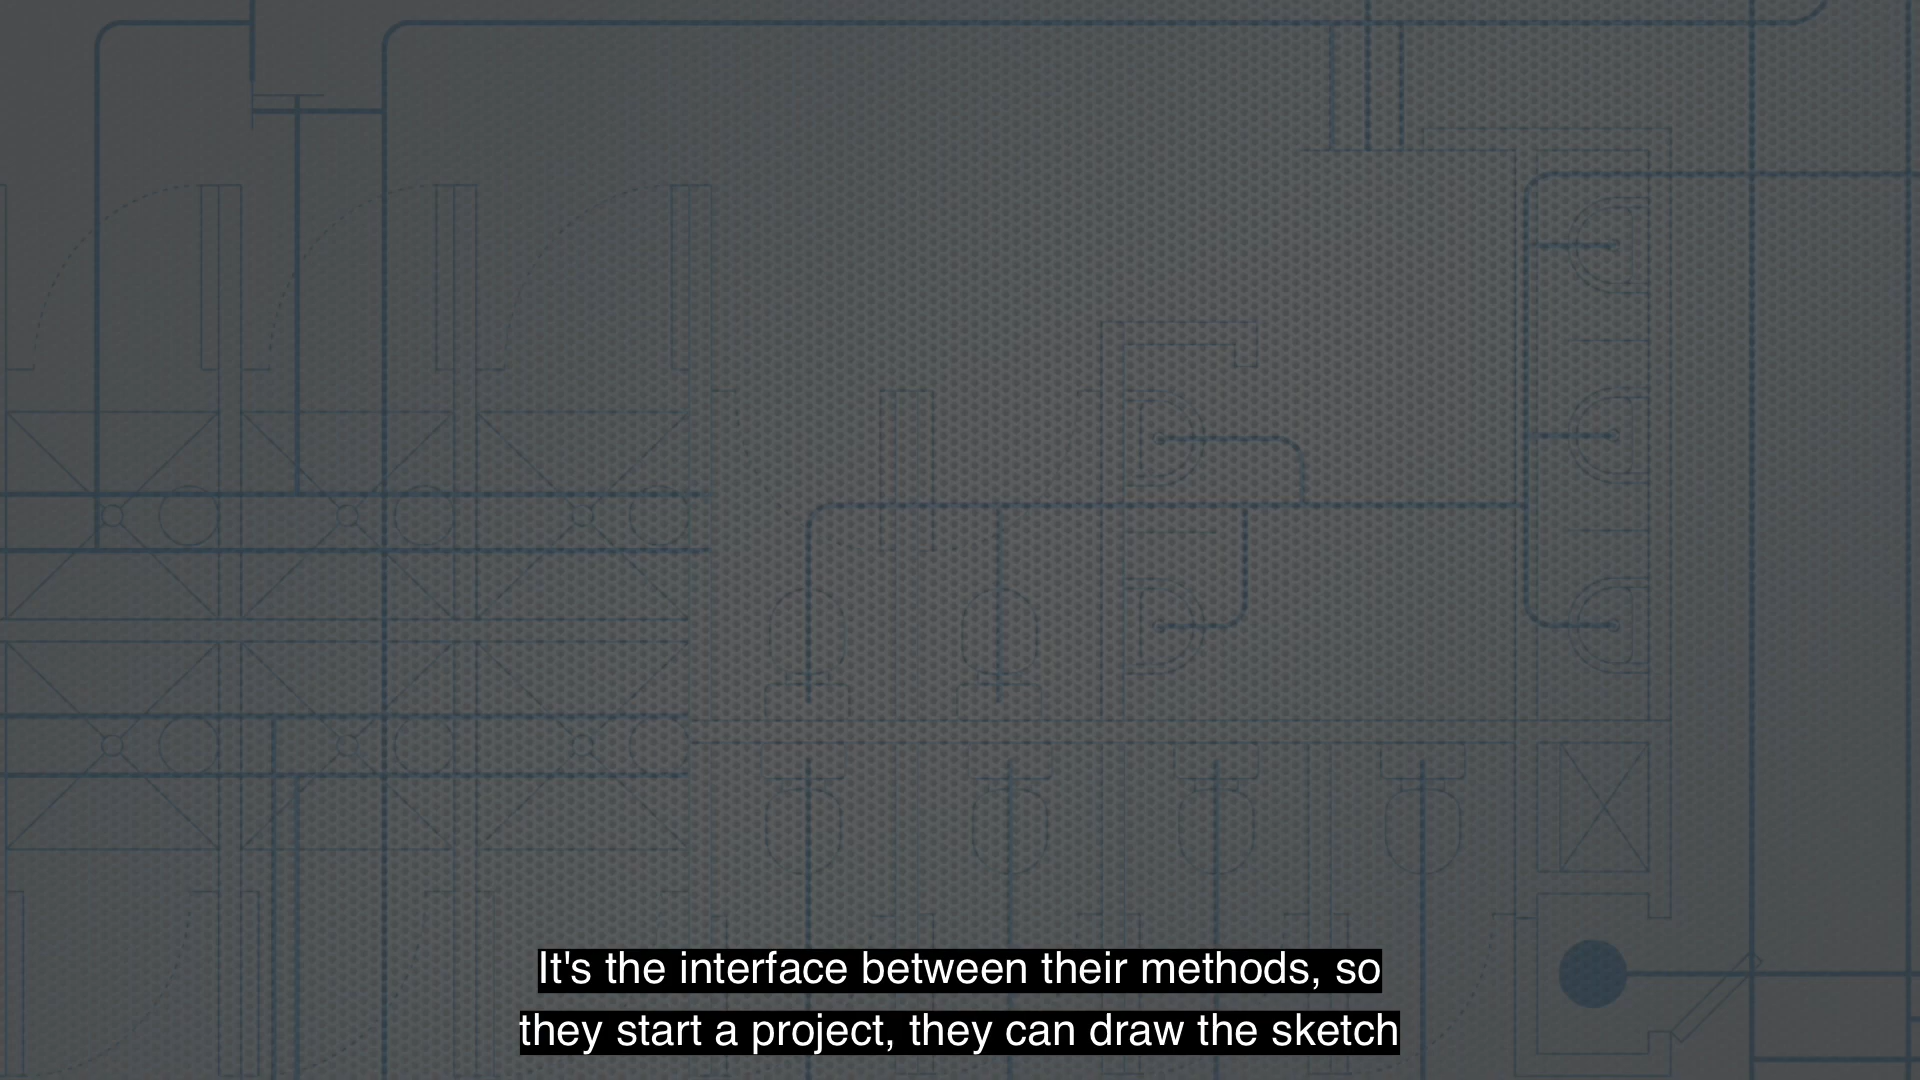 It's the interface between their methods, so
they start a project, they can draw the sketch